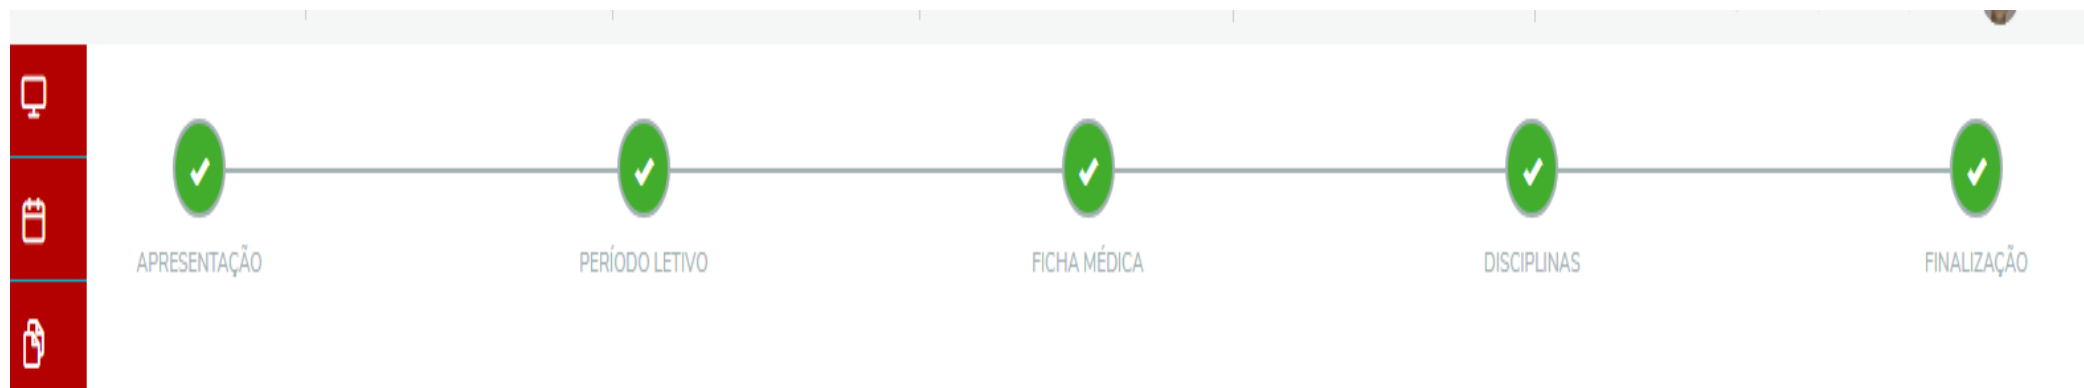 APRESENTAÇÃO
PERÍODO LETIVO
FICHA MÉDICA
DISCIPLINAS
FINALIZAÇÃO